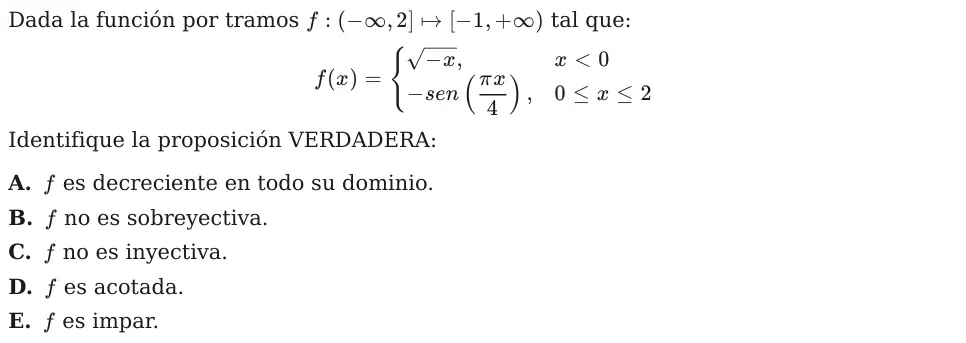 Dada la función por tramos f : (−∞, 2] ↦ [−1, +∞) tal que:
f(x) = { √−x, x < 0
−sen (πx/4), 0 ≤ x ≤ 2
Identifique la proposición VERDADERA:
A. f es decreciente en todo su dominio.
B. f no es sobreyectiva.
C. f no es inyectiva.
D. f es acotada.
E. f es impar.